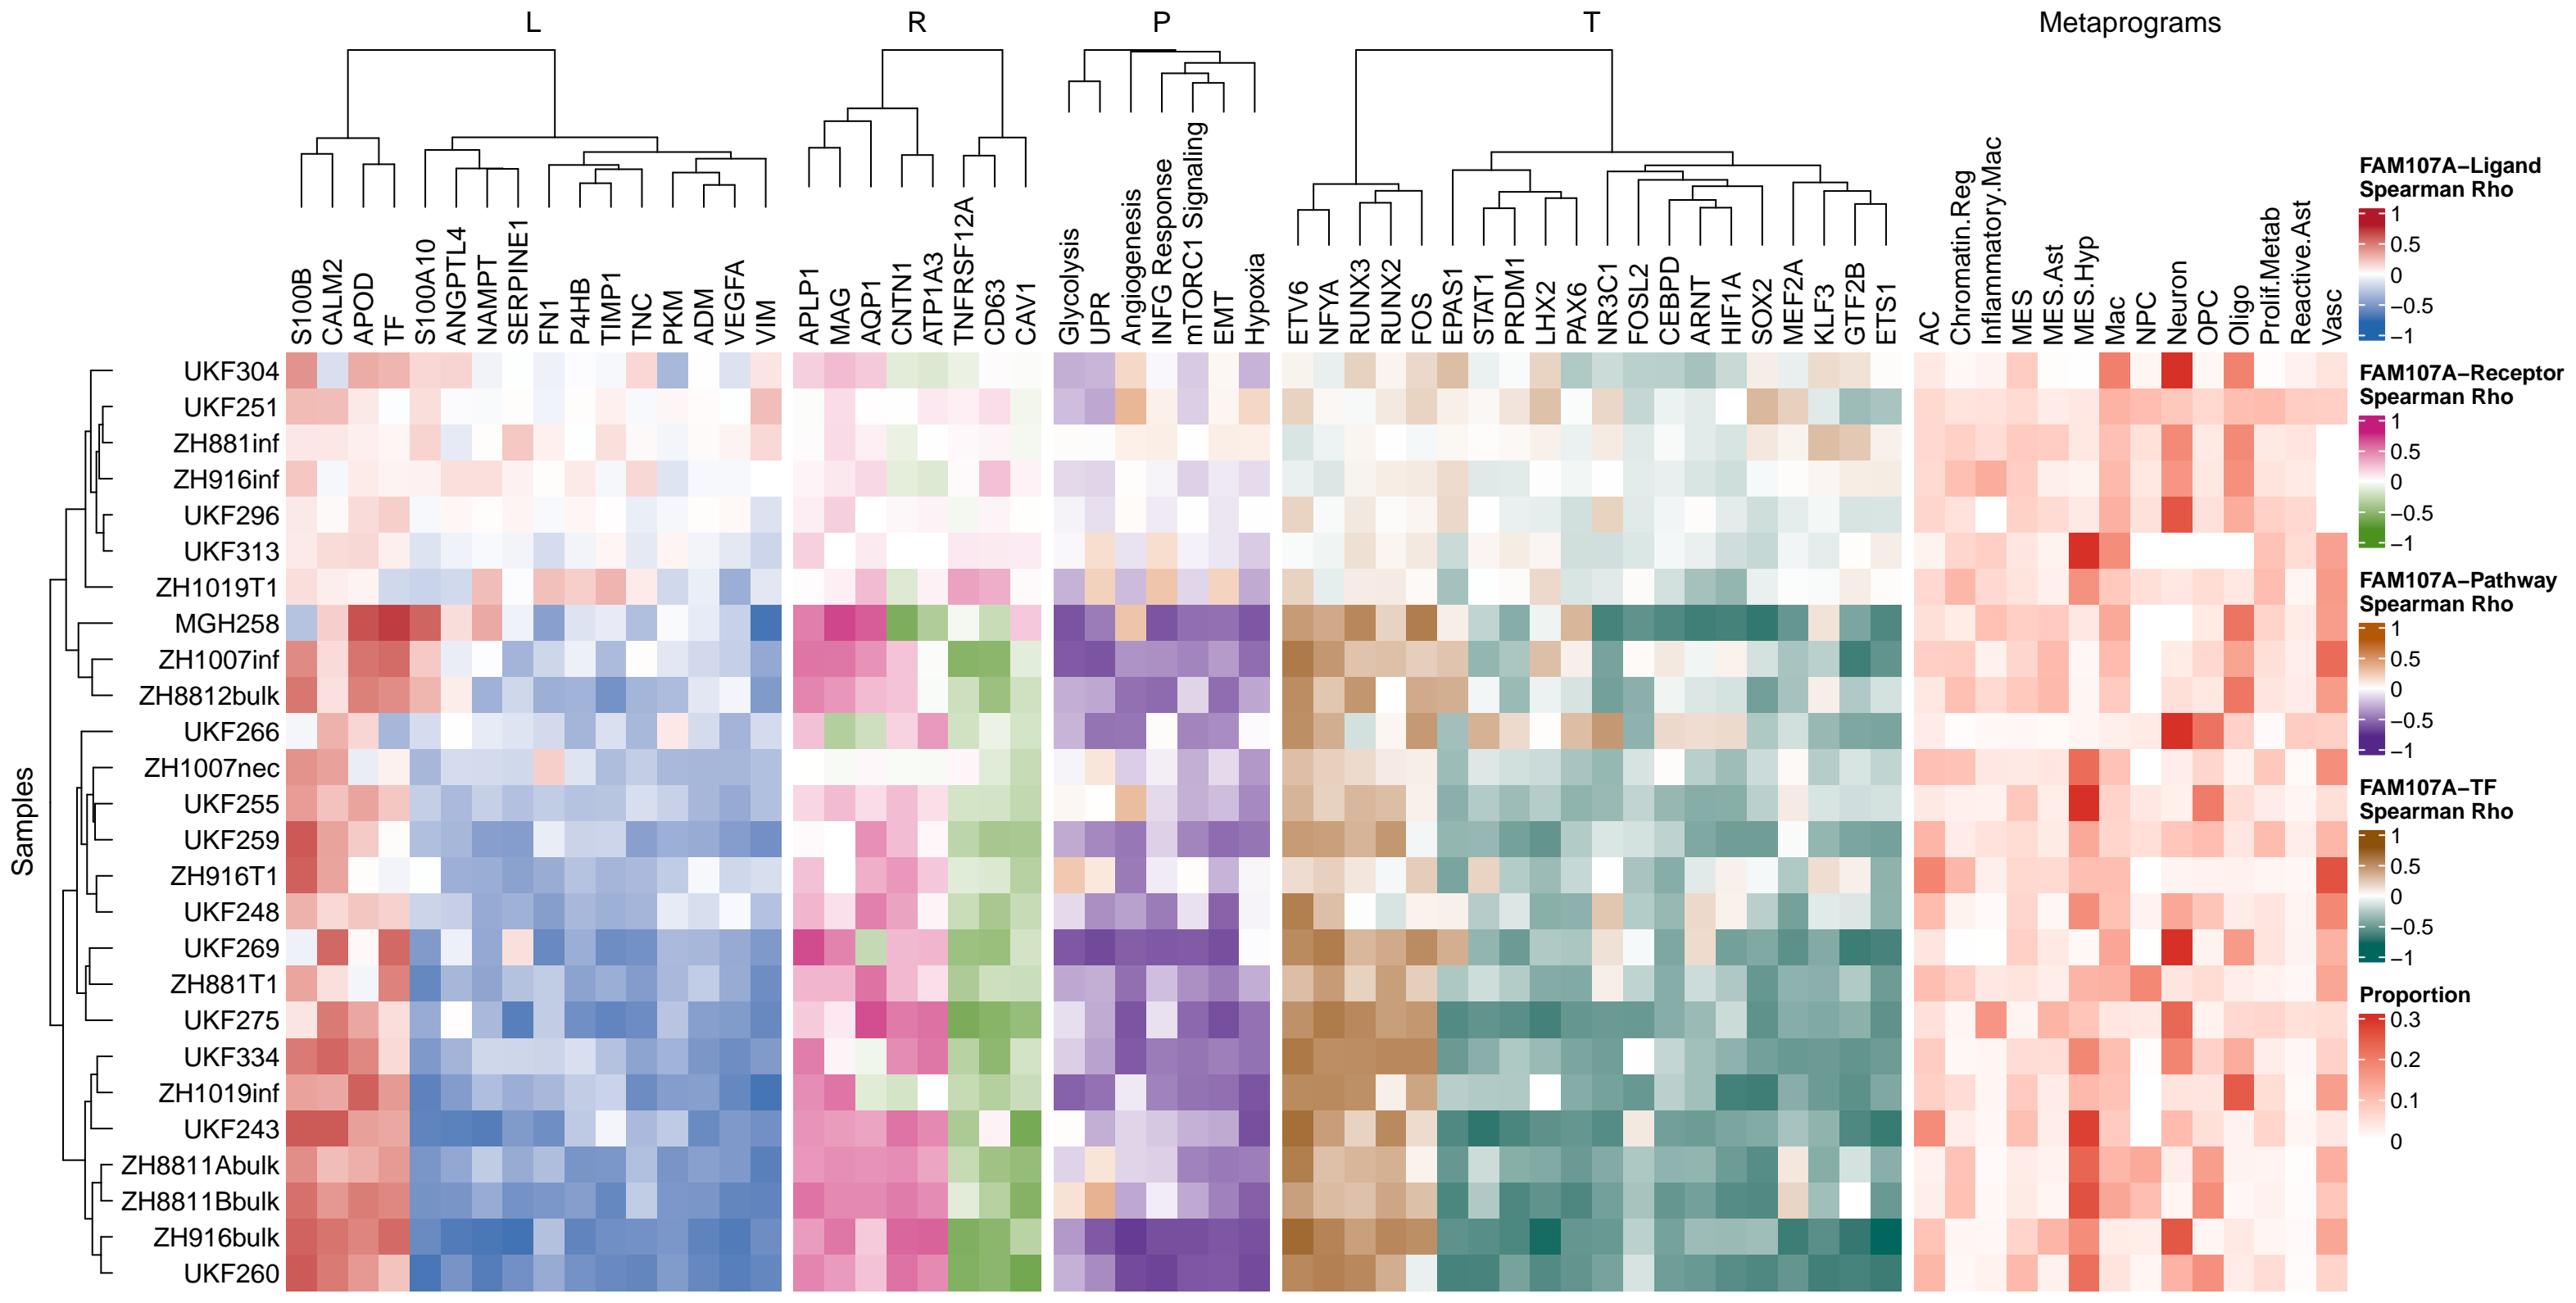 L
R
P
T
Metaprograms
S100B
CALM2
APOD
TF
S100A10
ANGPTL4
NAMPT
SERPINE1
FN1
P4HB
TIMP1
TNC
PKM
ADM
VEGFA
VIM
APLP1
MAG
AQP1
CNTN1
ATP1A3
TNFRSF12A
CD63
CAV1
Glycolysis
UPR
Angiogenesis
INFG Response
mTORC1 Signaling
EMT
Hypoxia
ETV6
NFYA
RUNX3
RUNX2
FOS
EPAS1
STAT1
PRDM1
LHX2
PAX6
NR3C1
FOSL2
CEBPD
ARNT
HIF1A
SOX2
MEF2A
KLF3
GTF2B
ETS1
AC
Chromatin.Reg
Inflammatory.Mac
MES
MES.Ast
MES.Hyp
Mac
NPC
Neuron
OPC
Oligo
Prolif.Metab
Reactive.Ast
Vasc
Samples
UKF304
UKF251
ZH881inf
ZH916inf
UKF296
UKF313
ZH1019T1
MGH258
ZH1007inf
ZH8812bulk
UKF266
ZH1007nec
UKF255
UKF259
ZH916T1
UKF248
UKF269
ZH881T1
UKF275
UKF334
ZH1019inf
UKF243
ZH8811Abulk
ZH8811Bbulk
ZH916bulk
UKF260
FAM107A−Ligand
Spearman Rho
1
0.5
0
−0.5
−1
FAM107A−Receptor
Spearman Rho
1
0.5
0
−0.5
−1
FAM107A−Pathway
Spearman Rho
1
0.5
0
−0.5
−1
FAM107A−TF
Spearman Rho
1
0.5
0
−0.5
−1
Proportion
0.3
0.2
0.1
0